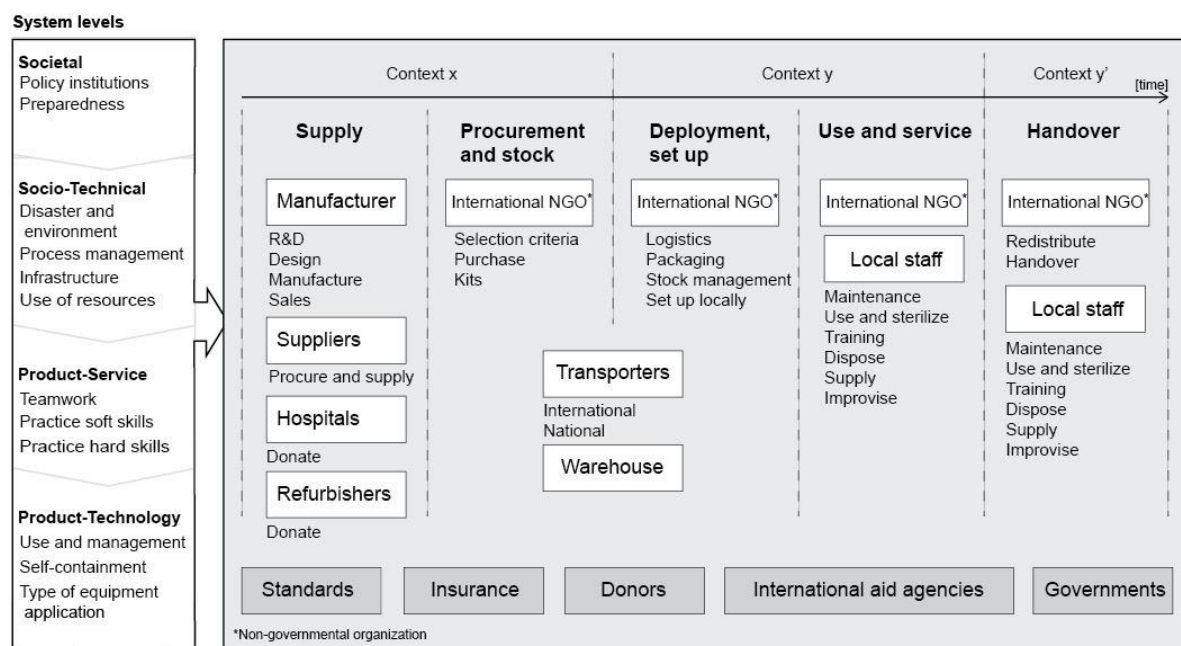 System levels
Societal
Policy institutions
Preparedness
Socio-Technical
Disaster and
environment
Process management
Infrastructure
Use of resources
Product-Service
Teamwork
Practice soft skills
Practice hard skills
Product-Technology
Use and management
Self-containment
Type of equipment
application
Context x
Context y
Context y'
[time]
Supply
Manufacturer
R&D
Design
Manufacture
Sales
Suppliers
Procure and supply
Hospitals
Donate
Refurbishers
Donate
Procurement
and stock
International NGO*
Selection criteria
Purchase
Kits
Deployment,
set up
International NGO*
Logistics
Packaging
Stock management
Set up locally
Transporters
International
National
Warehouse
Use and service
International NGO*
Local staff
Maintenance
Use and sterilize
Training
Dispose
Supply
Improvise
Handover
International NGO*
Redistribute
Handover
Local staff
Maintenance
Use and sterilize
Training
Dispose
Supply
Improvise
Standards
Insurance
Donors
International aid agencies
Governments
*Non-governmental organization